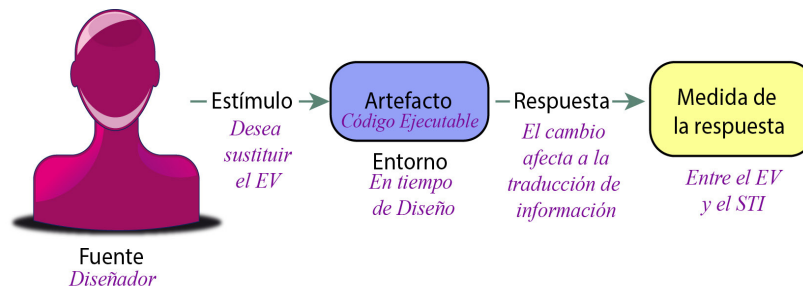 Fuente
Diseñador
Estímulo
Desea
sustituir
el EV
Artefacto
Código Ejecutable
Entorno
En tiempo
de Diseño
Respuesta
El cambio
afecta a la
traducción de
información
Medida de
la respuesta
Entre el EV
y el STI